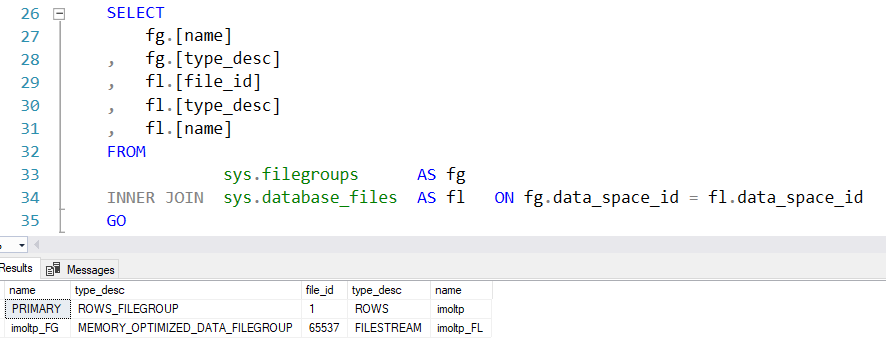 26 SELECT
27 fg.[name]
28 , fg.[type_desc]
29 , fl.[file_id]
30 , fl.[type_desc]
31 , fl.[name]
32 FROM
33 sys.filegroups AS fg
34 INNER JOIN sys.database_files AS fl ON fg.data_space_id = fl.data_space_id
35 GO
Results Messages
name type_desc file_id type_desc name
PRIMARY ROWS_FILEGROUP 1 ROWS imoltp
imoltp_FG MEMORY_OPTIMIZED_DATA_FILEGROUP 65537 FILESTREAM imoltp_FL